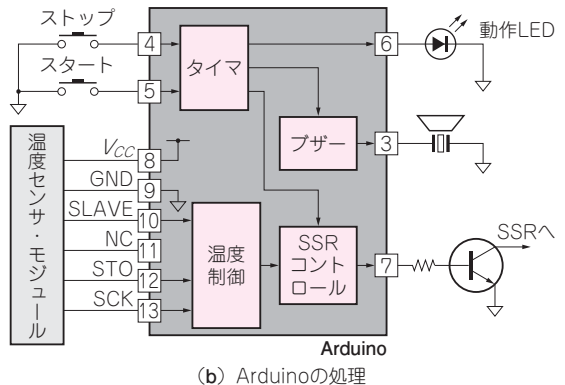 ストップ
4
スタート
5
タイマ
6
動作LED
ブザー
3
温度センサ・モジュール
VCC
8
GND
9
SLAVE
10
NC
11
STO
12
SCK
13
温度
制御
SSR
コント
ロール
7
SSRへ
Arduino
(b) Arduinoの処理